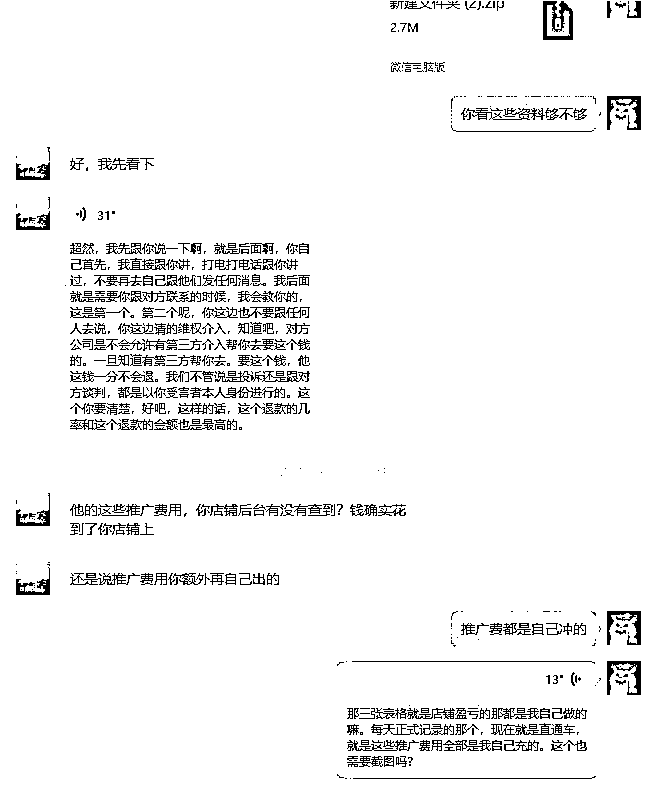 新建文件夹 (2).zip
2.7M
微信电脑版
你看这些资料够不够
好，我先看下
31"
超然，我先跟你说一下啊，就是后面啊，你自
己首先，我直接跟你讲，打电打电话跟你讲
过，不要再去自己跟他们发任何消息。我后面
就是需要你跟对方联系的时候，我会教你的，
这是第一个。第二个呢，你这边也不要跟任何
人去说，你这边请的维权介入，知道吧，对方
公司是不会允许有第三方介入帮你去要这个钱
的。一旦知道有第三方帮你去。要这个钱，他
这钱一分不会退。我们不管说是投诉还是跟对
方谈判，都是以你受害者本人身份进行的。这
个你要清楚，好吧，这样的话，这个退款的几
率和这个退款的金额也是最高的。
他的这些推广费用，你店铺后台有没有查到？钱确实花
到了你店铺上
还是说推广费用你额外再自己出的
推广费都是自己冲的
13"
那三张表格就是店铺盈亏的那都是我自己做的
嘛。每天正式记录的那个，现在就是直通车，
就是这些推广费用全部是我自己充的。这个也
需要截图吗？